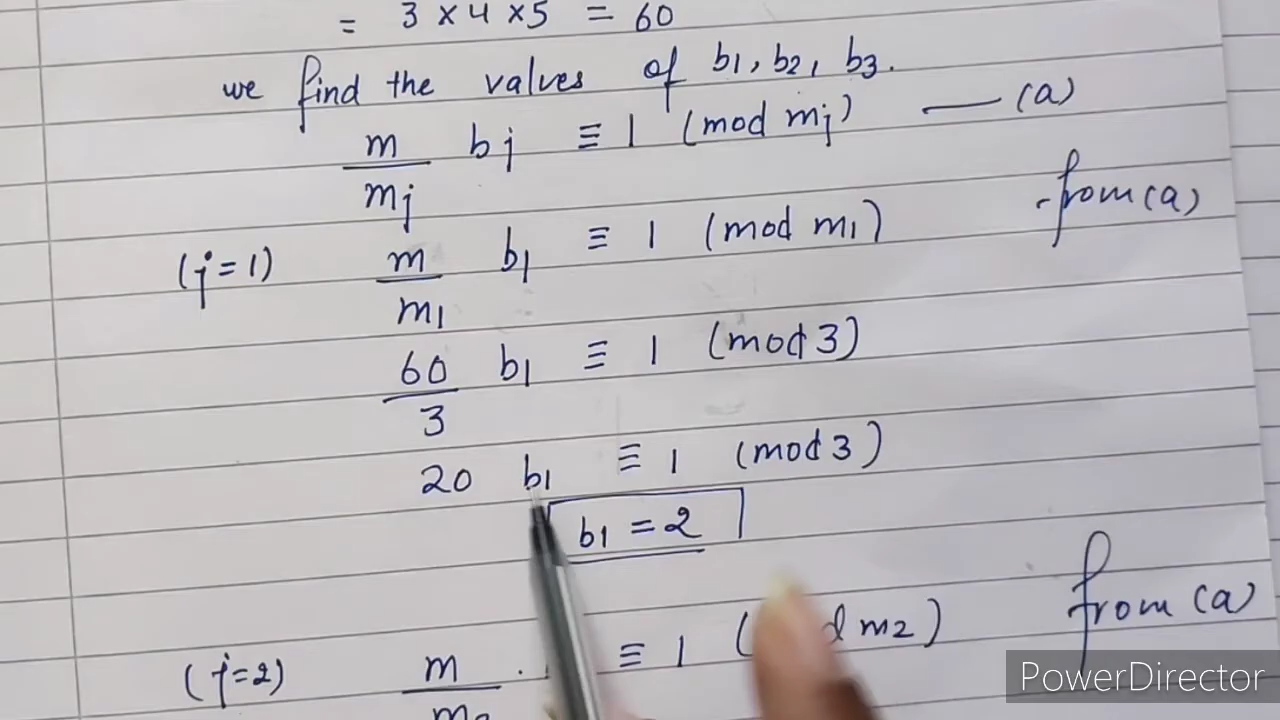 = 3 × 4 × 5 = 60
we find the values of b1, b2, b3.
m/mj bj ≡ 1 (mod mj) — (a)
(j=1) m/m1 b1 ≡ 1 (mod m1) from (a)
60/3 b1 ≡ 1 (mod 3)
20 b1 ≡ 1 (mod 3)
b1 = 2
(j=2) m/m2 . ≡ 1 ( d m2) from (a)
PowerDirector